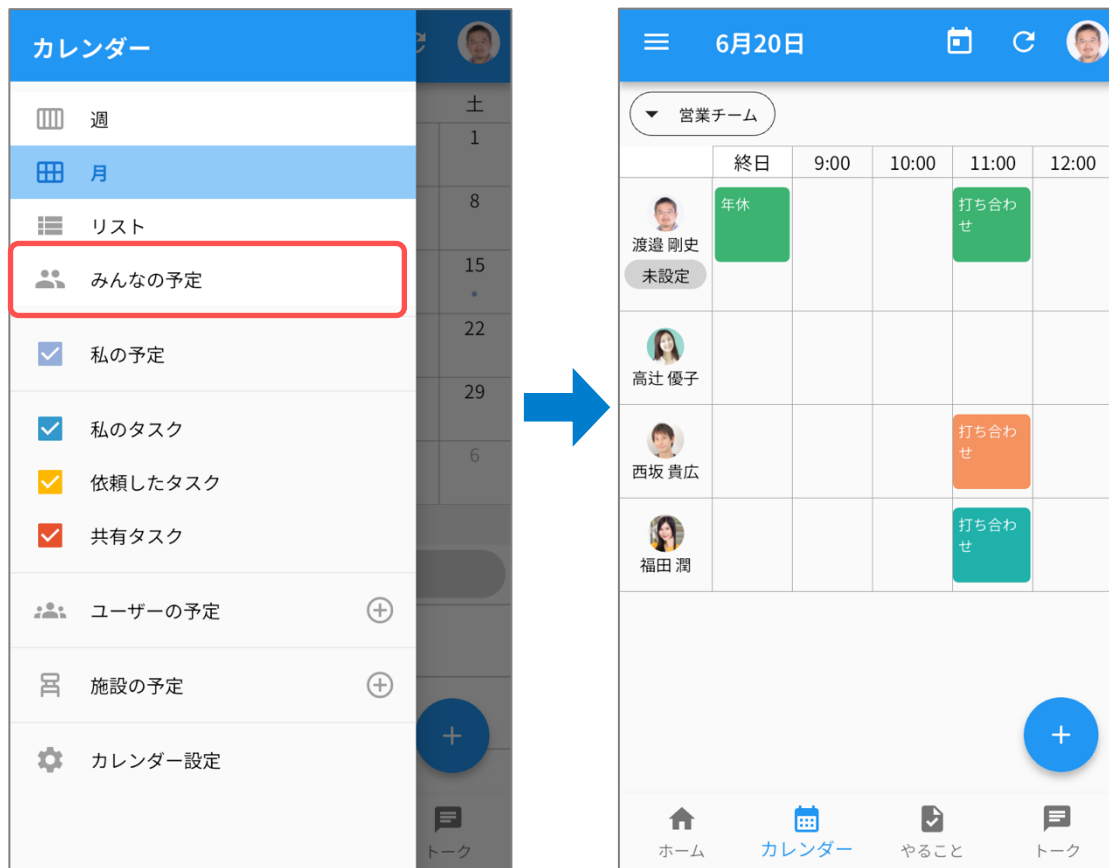 カレンダー
土
週
1
月
8
リスト
15
みんなの予定
22
私の予定
29
私のタスク
6
依頼したタスク
共有タスク
ユーザーの予定
施設の予定
カレンダー設定
トーク
6月20日
営業チーム
終日 9:00 10:00 11:00 12:00
年休
打ち合わ
せ
渡邉 剛史
未設定
高辻 優子
打ち合わ
せ
西坂 貴広
打ち合わ
せ
福田 潤
ホーム カレンダー やること トーク